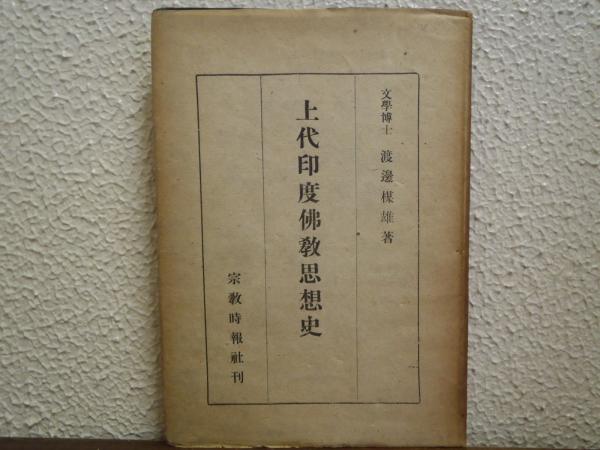 文學博士 渡邊楳雄著
上代印度佛教思想史
宗教時報社刊